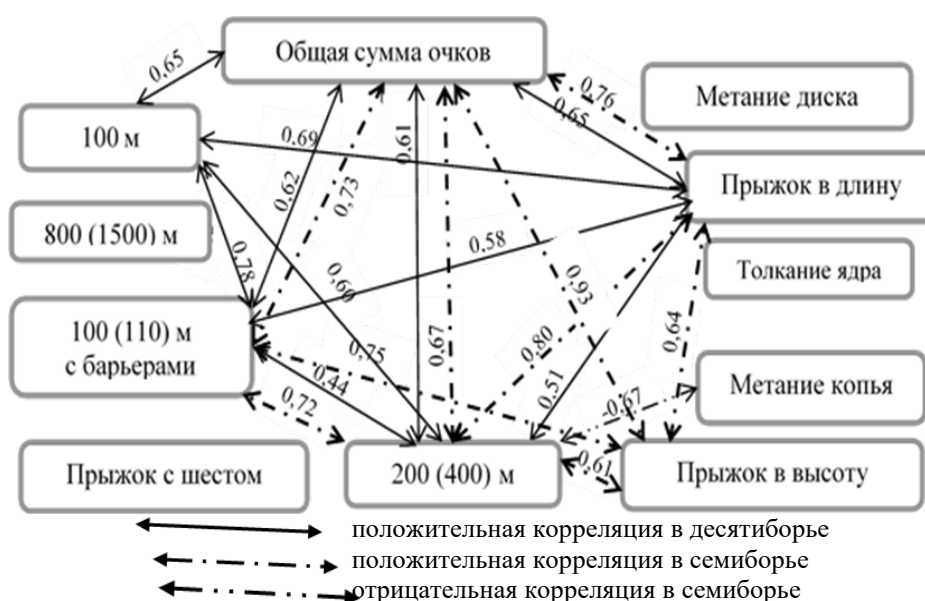 Общая сумма очков
0,65
0,76
Метание диска
0,65
100 м
0,69
0,61
Прыжок в длину
0,62
0,73
800 (1500) м
0,58
0,78
Толкание ядра
0,60
0,93
100 (110) м
с барьерами
0,64
0,67
0,80
0,75
0,44
0,51
Метание копья
-0,67
0,72
Прыжок с шестом
200 (400) м
0,61
Прыжок в высоту
положительная корреляция в десятиборье
положительная корреляция в семиборье
отрицательная корреляция в семиборье